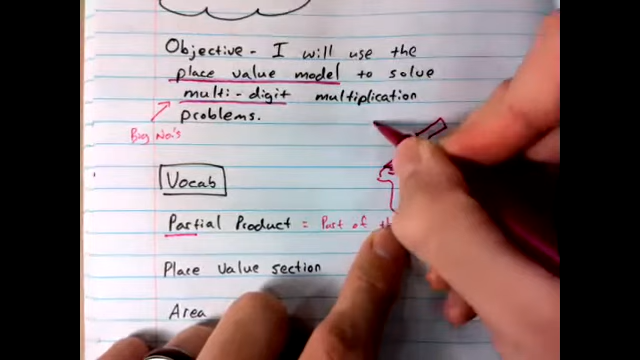 Objective - I will use the
place value model to solve
multi-digit multiplication
problems.
Big No's
Vocab
Partial Product = Part of
Place value section
Area